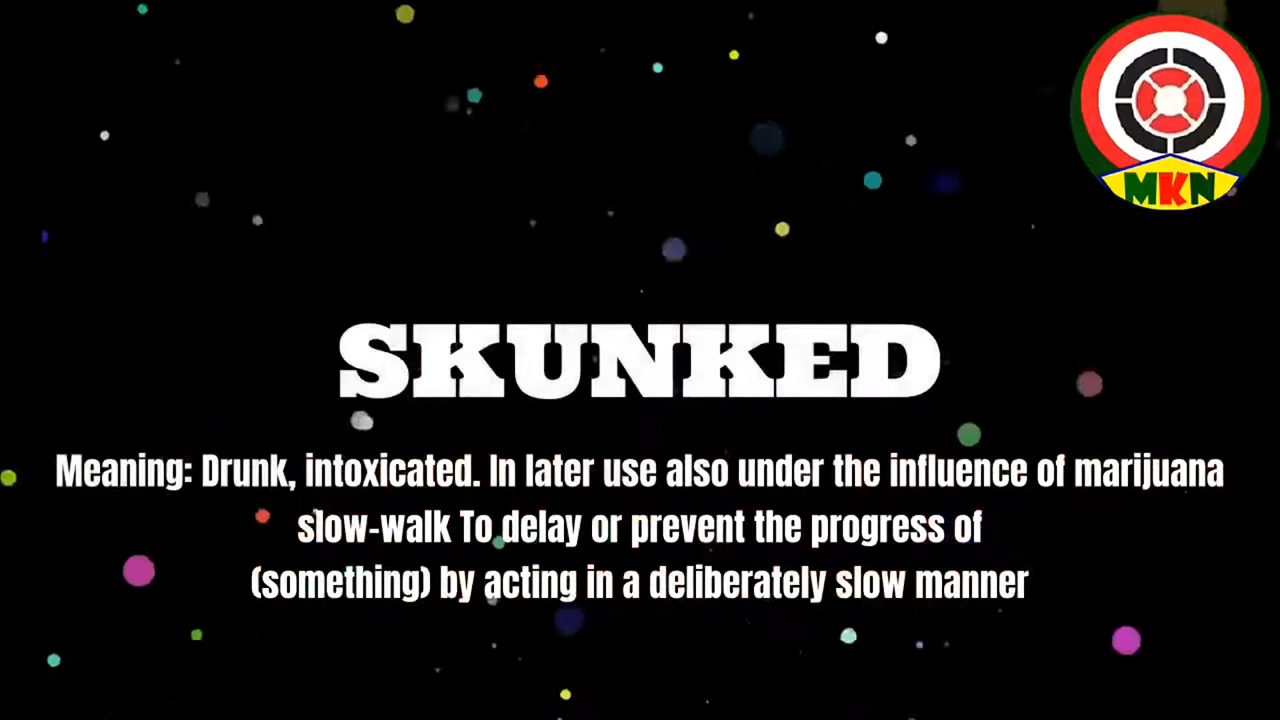 MKN
SKUNKED
Meaning: Drunk, intoxicated. In later use also under the influence of marijuana
slow-walk To delay or prevent the progress of
(something) by acting in a deliberately slow manner